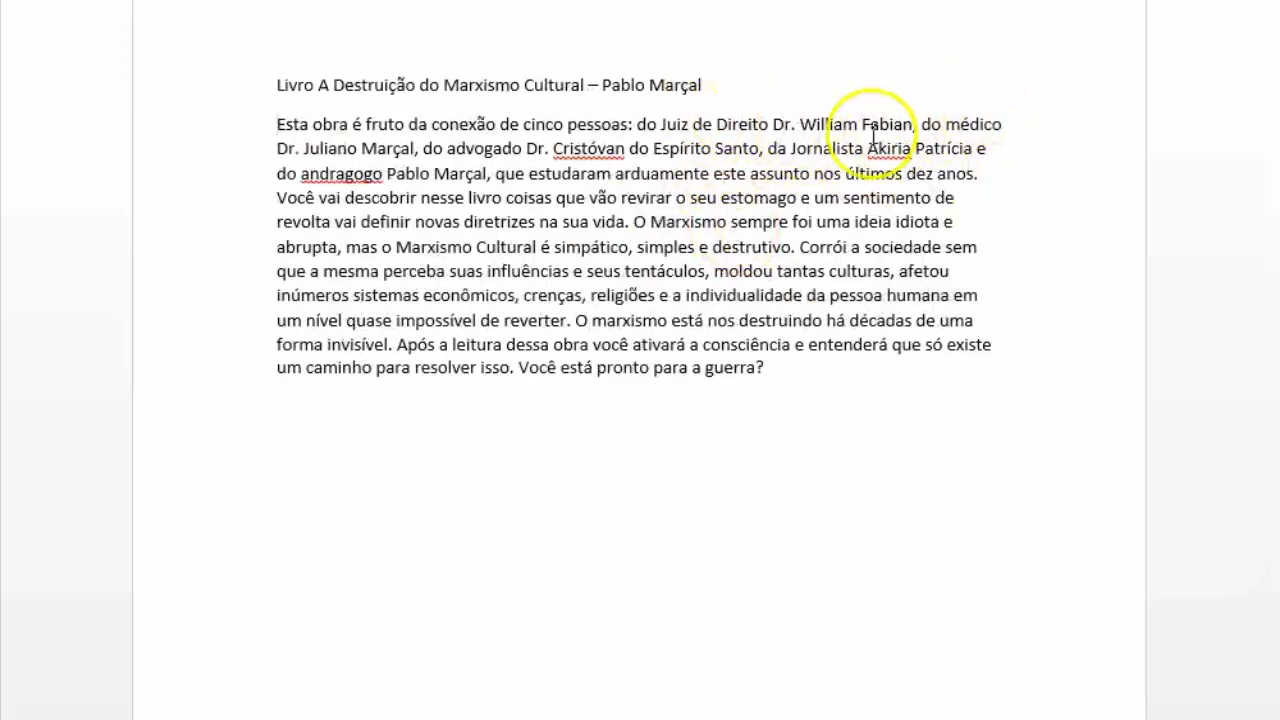 Livro A Destruição do Marxismo Cultural – Pablo Marçal
Esta obra é fruto da conexão de cinco pessoas: do Juiz de Direito Dr. William Fabian, do médico
Dr. Juliano Marçal, do advogado Dr. Cristóvan do Espírito Santo, da Jornalista Akiria Patrícia e
do andragogo Pablo Marçal, que estudaram arduamente este assunto nos últimos dez anos.
Você vai descobrir nesse livro coisas que vão revirar o seu estomago e um sentimento de
revolta vai definir novas diretrizes na sua vida. O Marxismo sempre foi uma ideia idiota e
abrupta, mas o Marxismo Cultural é simpático, simples e destrutivo. Corrói a sociedade sem
que a mesma perceba suas influências e seus tentáculos, moldou tantas culturas, afetou
inúmeros sistemas econômicos, crenças, religiões e a individualidade da pessoa humana em
um nível quase impossível de reverter. O marxismo está nos destruindo há décadas de uma
forma invisível. Após a leitura dessa obra você ativará a consciência e entenderá que só existe
um caminho para resolver isso. Você está pronto para a guerra?